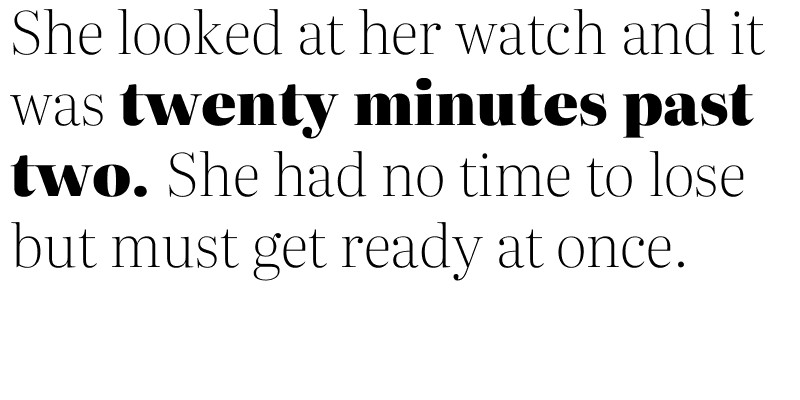 She looked at her watch and it
was twenty minutes past
two. She had no time to lose
but must get ready at once.